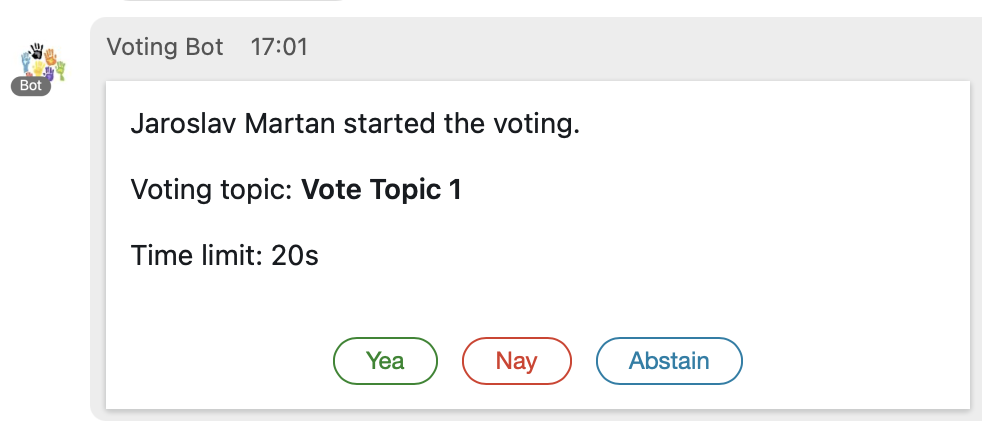 Voting Bot 17:01
Bot
Jaroslav Martan started the voting.
Voting topic: Vote Topic 1
Time limit: 20s
Yea Nay Abstain